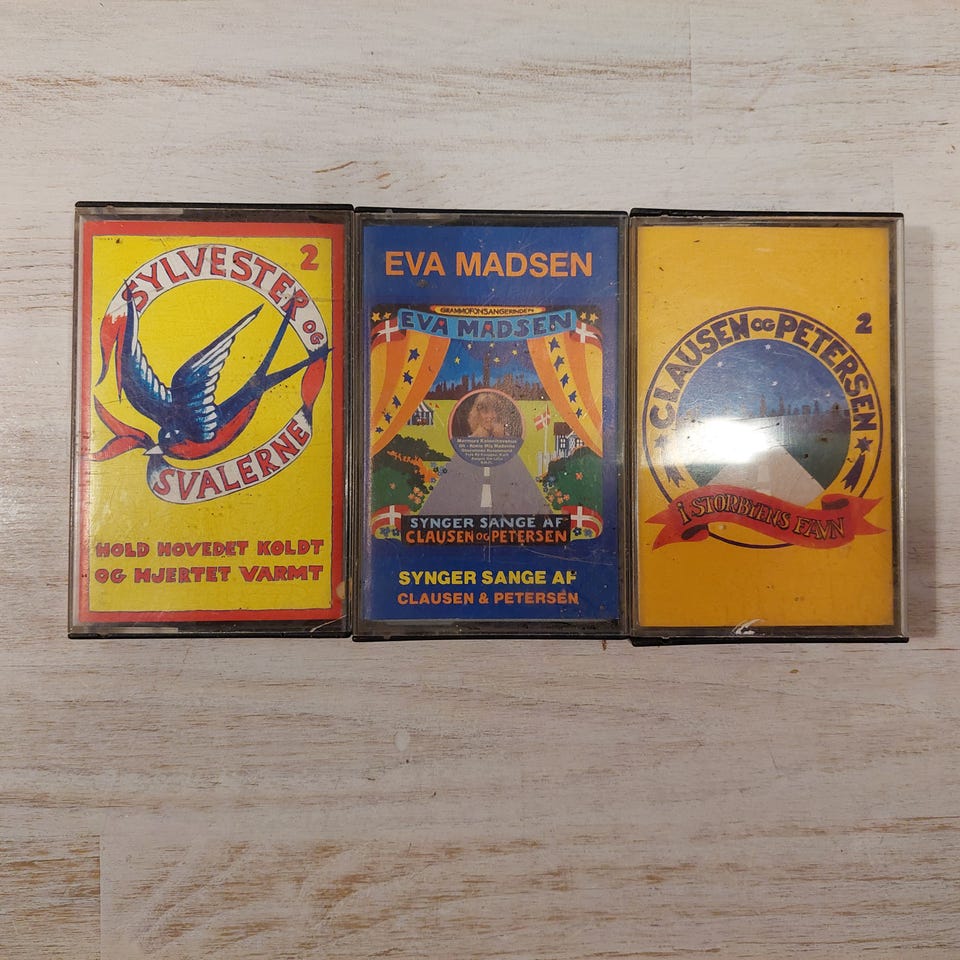 2
SYLVESTER OG
SVALERNE
HOLD HOVEDET KOLDT
OG HJERTET VARMT
EVA MADSEN
GRAMMOFONSANGERINDEN
EVA MADSEN
SYNGER SANGE AF
CLAUSEN OG PETERSEN
SYNGER SANGE AF
CLAUSEN & PETERSEN
2
CLAUSEN OG PETERSEN
I STORBYENS FAVN